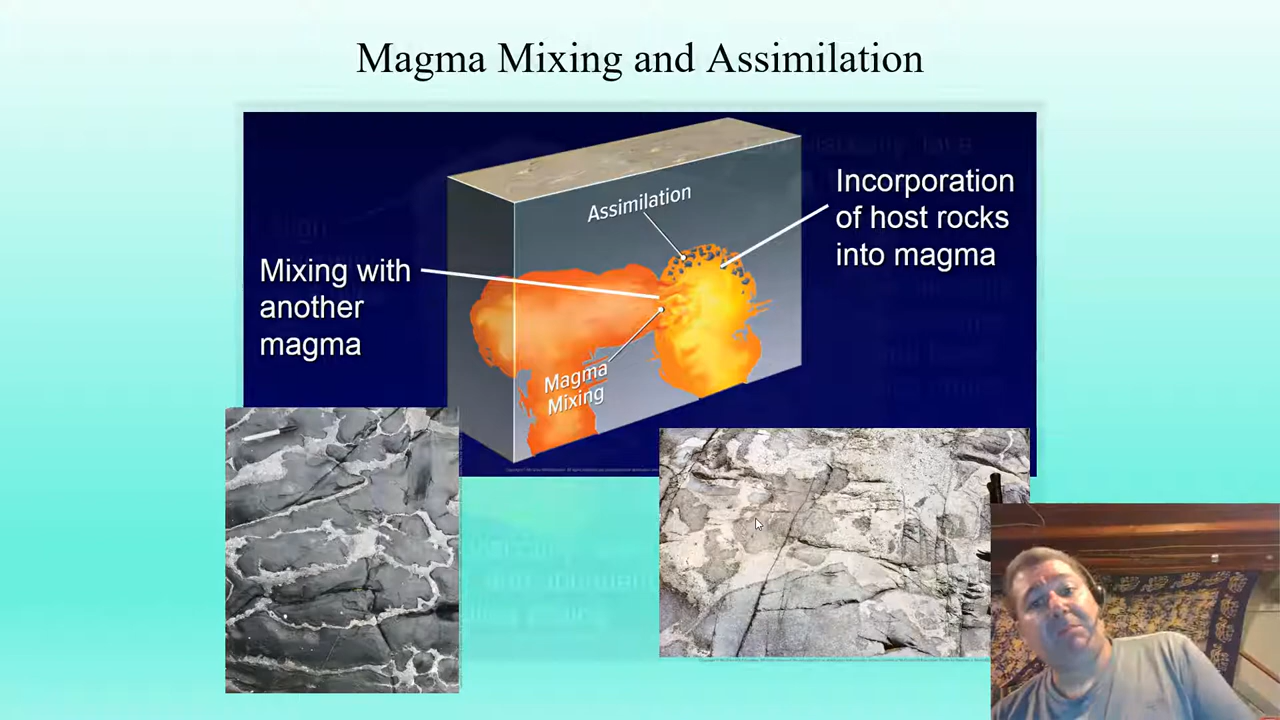 Magma Mixing and Assimilation
Incorporation
of host rocks
into magma
Assimilation
Mixing with
another
magma
Magma
Mixing